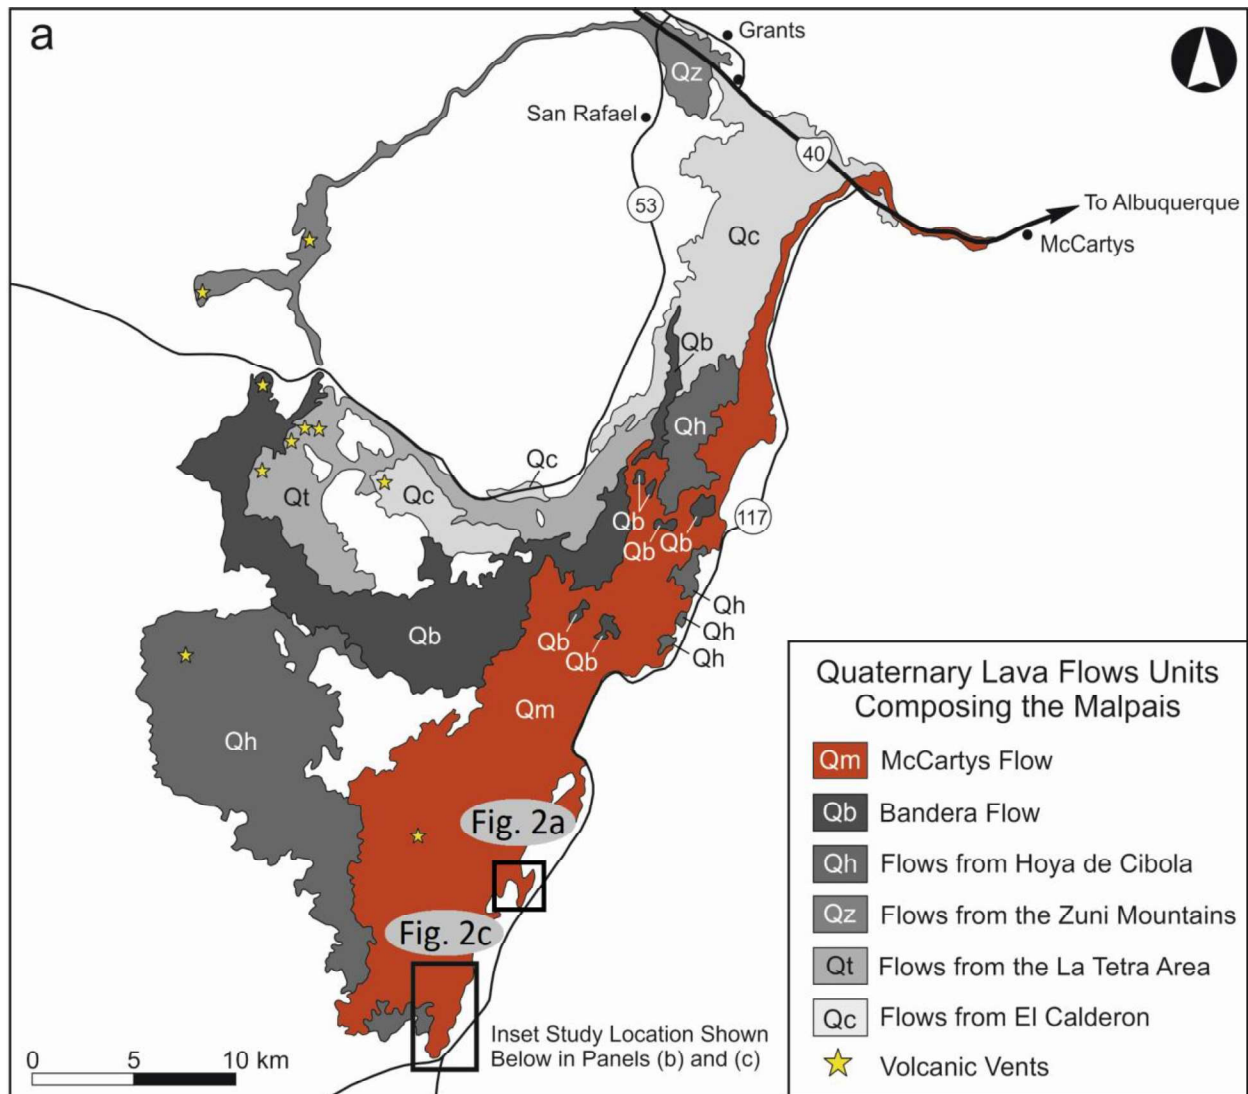 a
Grants
Qz
San Rafael
40
53
To Albuquerque
McCartys
Qc
Qb
Qh
Qc
Qt
Qc
Qb
Qb
Qb
117
Qh
Qh
Qh
Qb
Qb
Qb
Qm
Qh
Fig. 2a
Fig. 2c
Inset Study Location Shown
Below in Panels (b) and (c)
0 5 10 km
Quaternary Lava Flows Units
Composing the Malpais
Qm McCartys Flow
Qb Bandera Flow
Qh Flows from Hoya de Cibola
Qz Flows from the Zuni Mountains
Qt Flows from the La Tetra Area
Qc Flows from El Calderon
Volcanic Vents